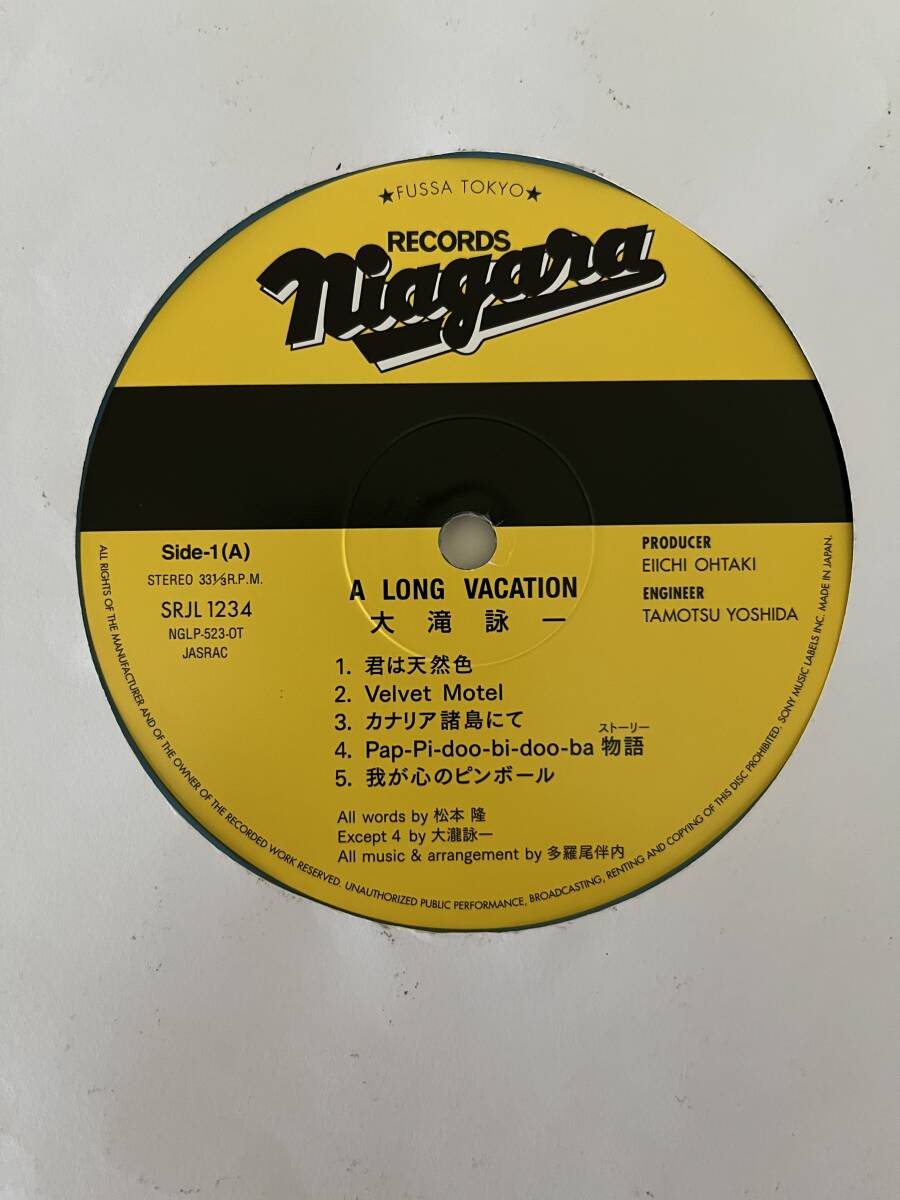 ★FUSSA TOKYO★
RECORDS
Niagara
Side-1(A)
STEREO 33⅓R.P.M.
SRJL 1234
NGLP-523-OT
JASRAC
PRODUCER
EIICHI OHTAKI
ENGINEER
TAMOTSU YOSHIDA
A LONG VACATION
大滝詠一
1. 君は天然色
2. Velvet Motel
3. カナリア諸島にて
4. Pap-Pi-doo-bi-doo-ba 物語
ストーリー
5. 我が心のピンボール
All words by 松本 隆
Except 4 by 大瀧詠一
All music & arrangement by 多羅尾伴内
ALL RIGHTS OF THE MANUFACTURER AND OF THE OWNER OF THE RECORDED WORK RESERVED. UNAUTHORIZED PUBLIC PERFORMANCE, BROADCASTING, RENTING AND COPYING OF THIS DISC PROHIBITED. SONY MUSIC LABELS INC. MADE IN JAPAN.